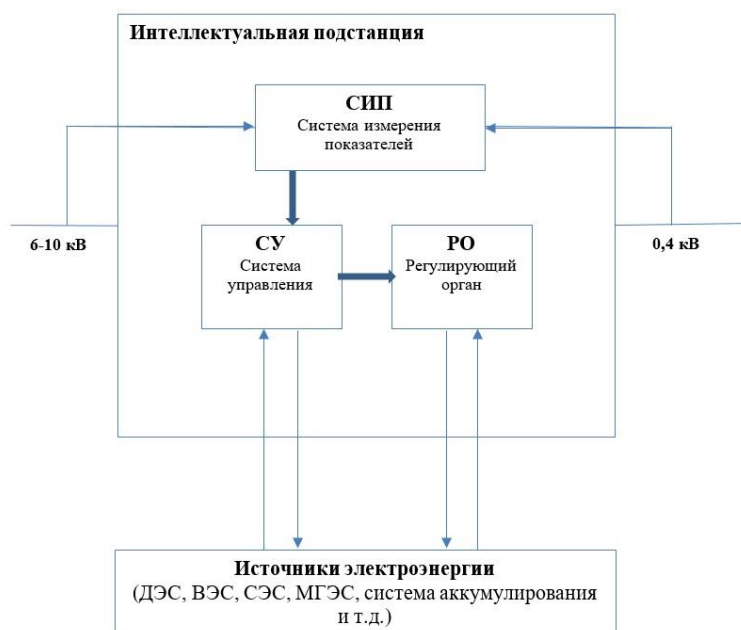 Интеллектуальная подстанция
СИП
Система измерения
показателей
6-10 кВ
0,4 кВ
СУ
Система
управления
РО
Регулирующий
орган
Источники электроэнергии
(ДЭС, ВЭС, СЭС, МГЭС, система аккумулирования
и т.д.)